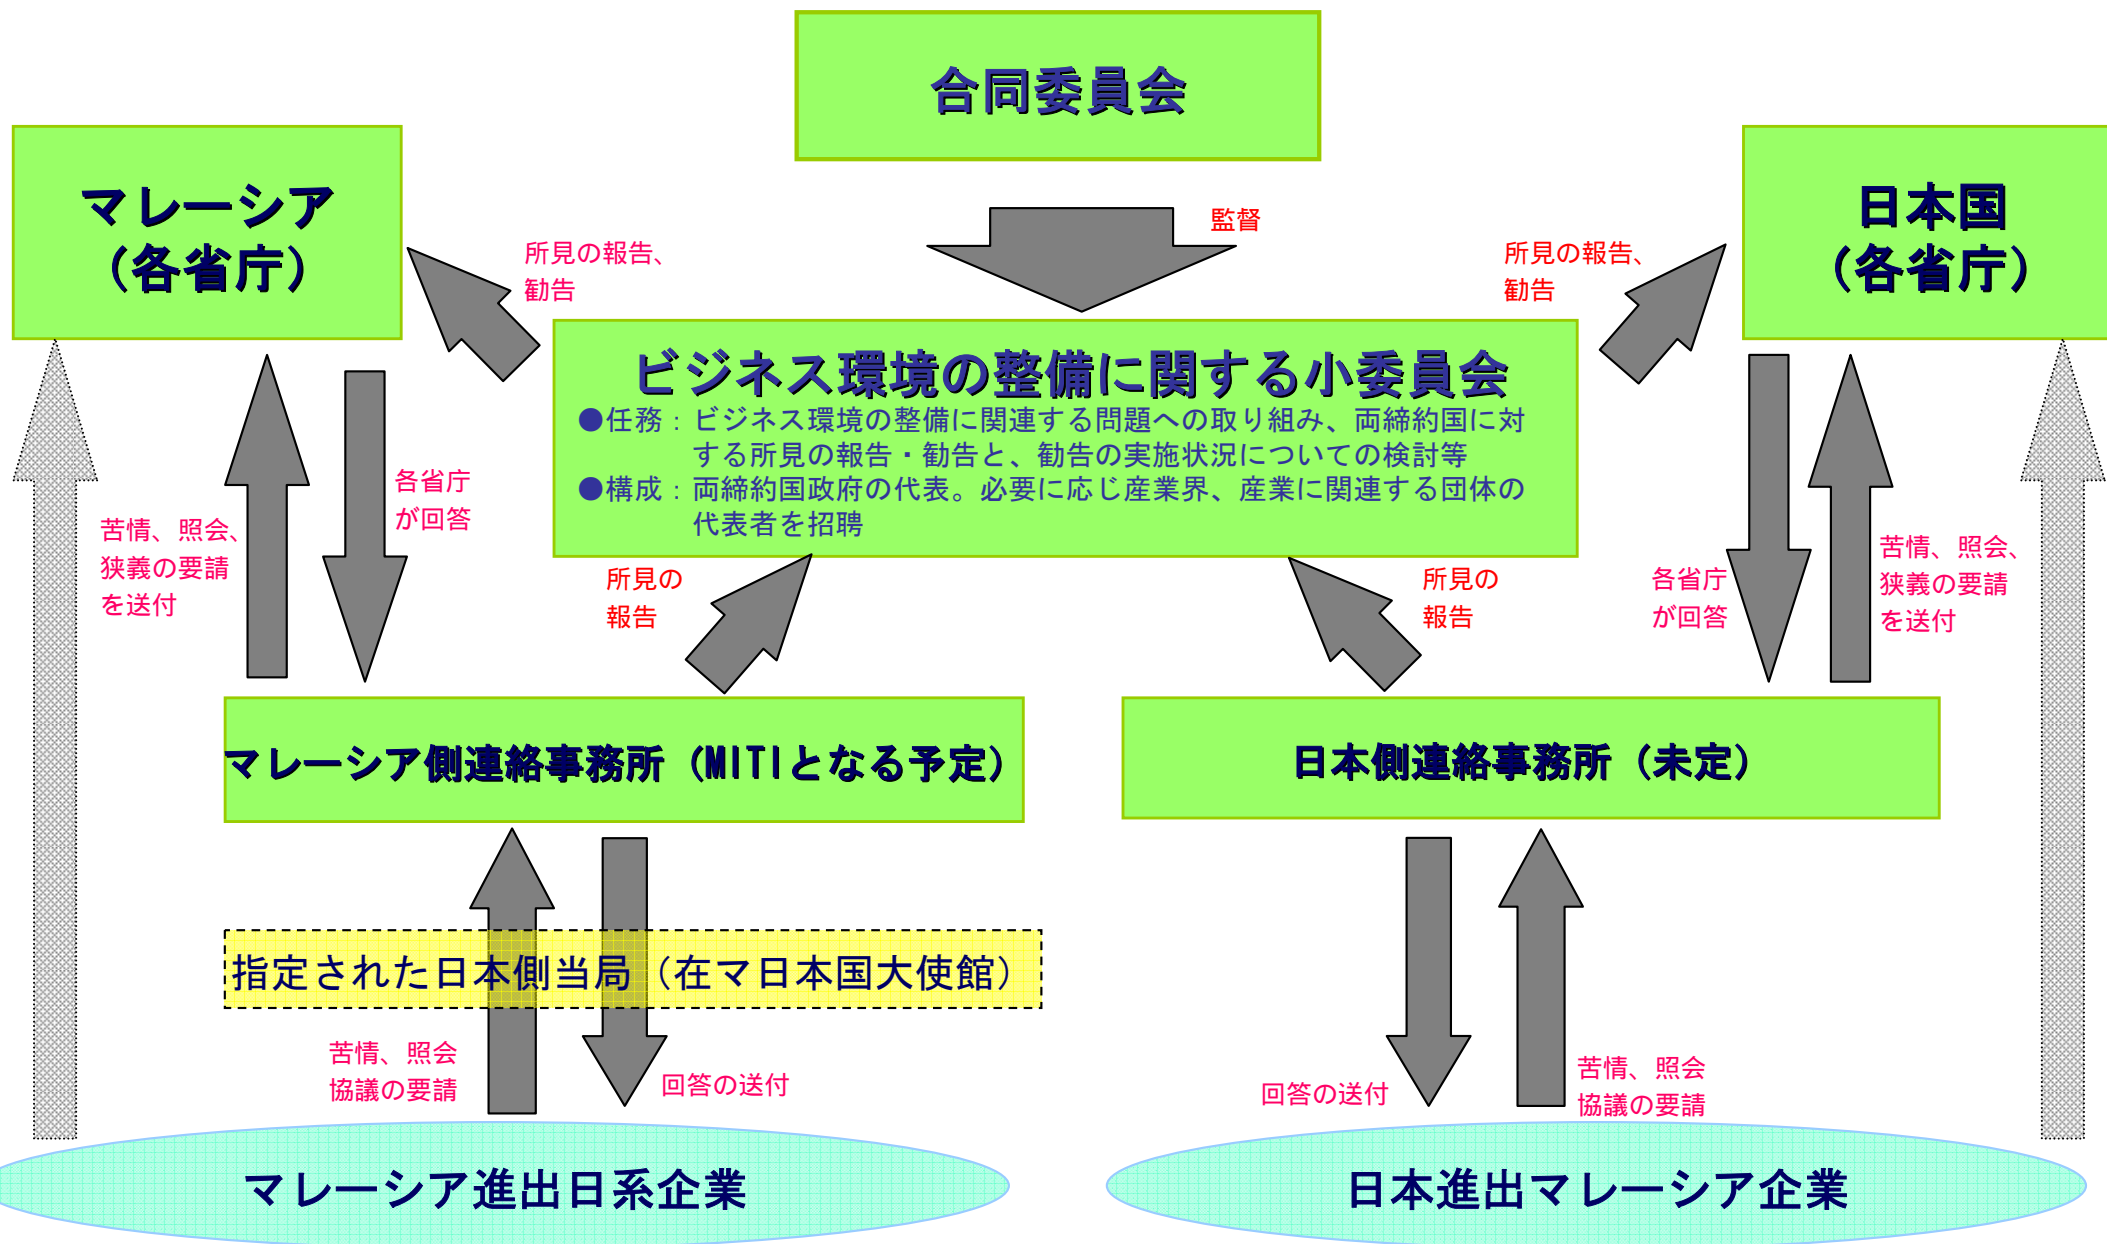 合同委員会
マレーシア
（各省庁）
日本国
（各省庁）
監督
所見の報告、
勧告
所見の報告、
勧告
ビジネス環境の整備に関する小委員会
●任務：ビジネス環境の整備に関連する問題への取り組み、両締約国に対
する所見の報告・勧告と、勧告の実施状況についての検討等
●構成：両締約国政府の代表。必要に応じ産業界、産業に関連する団体の
代表者を招聘
各省庁
が回答
苦情、照会、
狭義の要請
を送付
所見の
報告
所見の
報告
各省庁
が回答
苦情、照会、
狭義の要請
を送付
マレーシア側連絡事務所（MITIとなる予定）
日本側連絡事務所（未定）
指定された日本側当局（在マ日本国大使館）
苦情、照会
協議の要請
回答の送付
回答の送付
苦情、照会
協議の要請
マレーシア進出日系企業
日本進出マレーシア企業